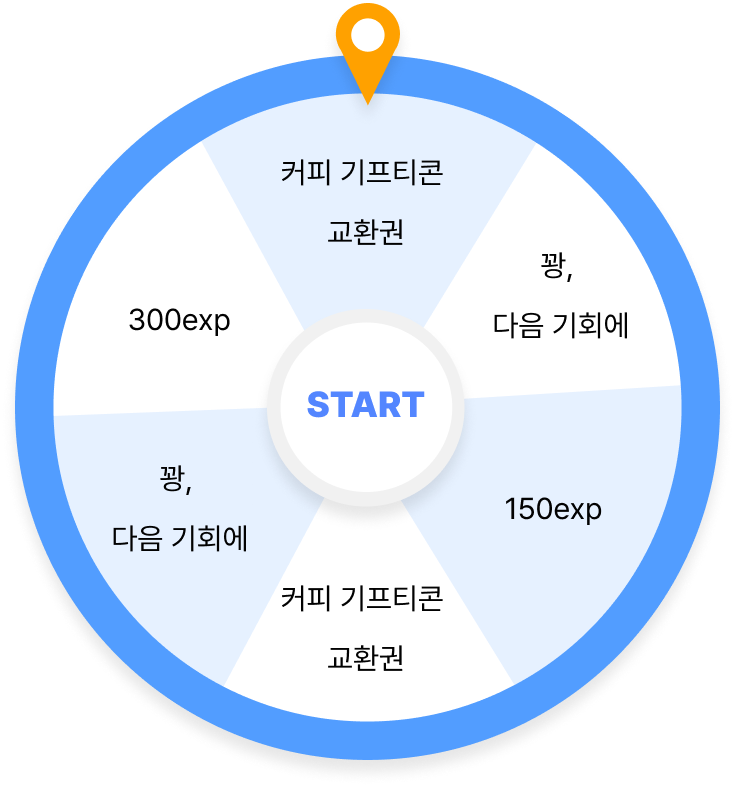 커피 기프티콘
교환권
꽝,
다음 기회에
300exp
START
꽝,
다음 기회에
150exp
커피 기프티콘
교환권